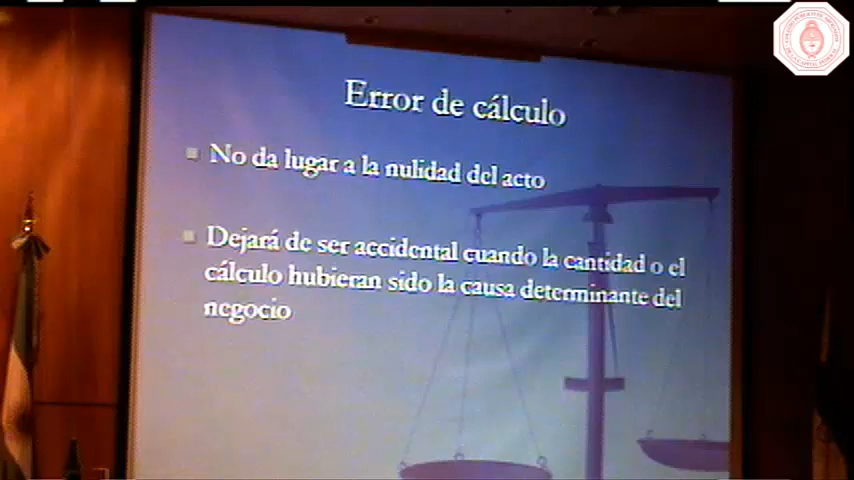 Error de cálculo
No da lugar a la nulidad del acto
Dejará de ser accidental cuando la cantidad o el
cálculo hubieran sido la causa determinante del
negocio